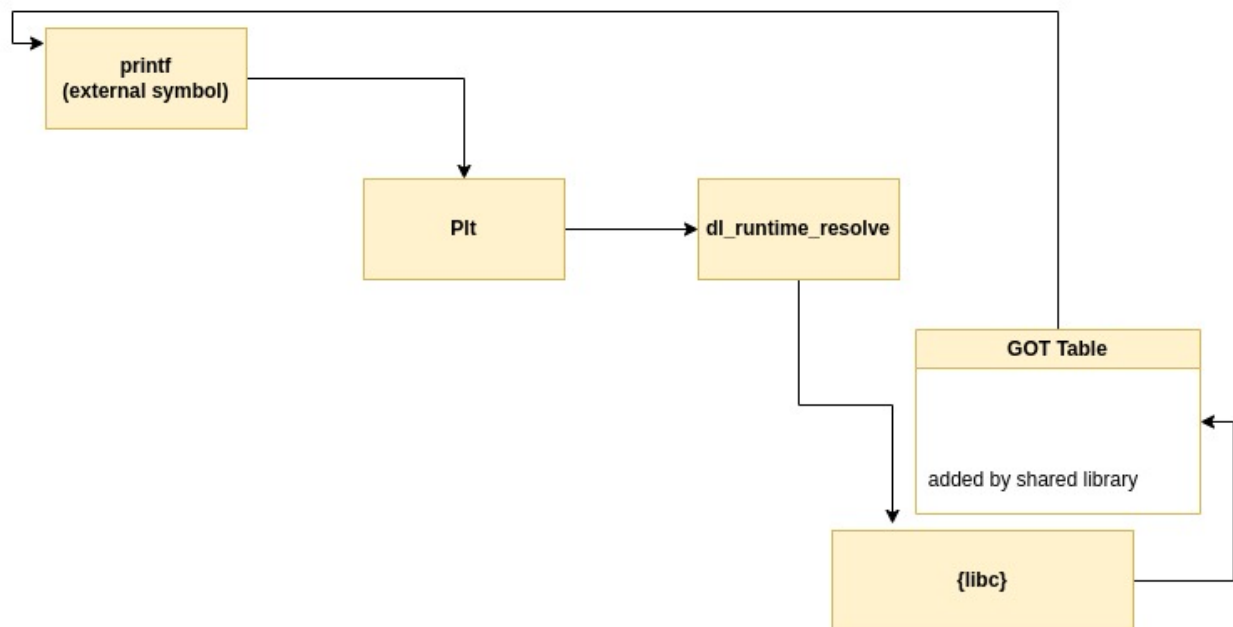 printf
(external symbol)
Plt
dl_runtime_resolve
GOT Table
added by shared library
{libc}